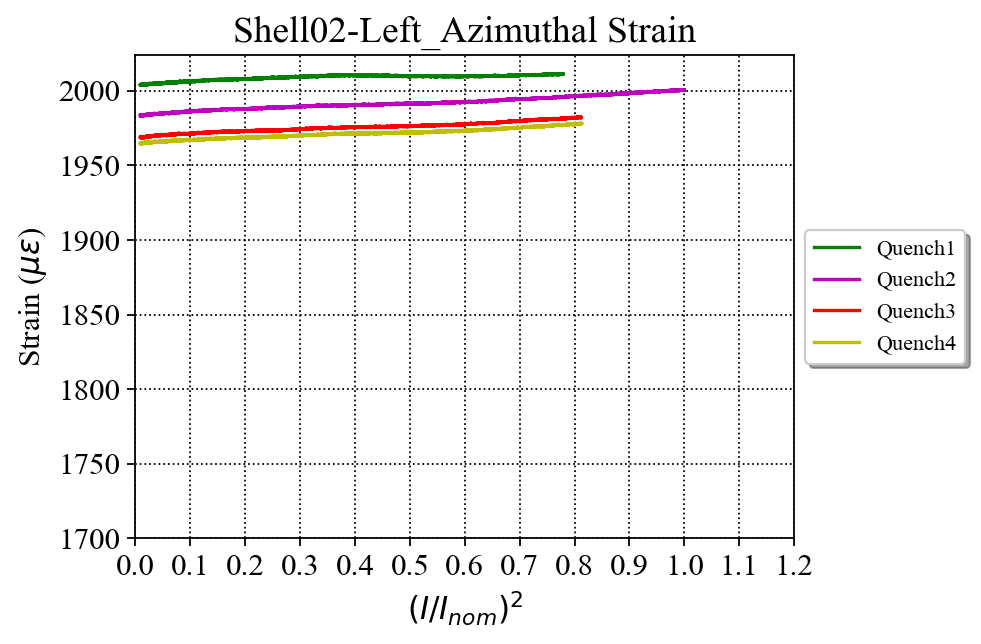 Shell02-Left_Azimuthal Strain
Strain (με)
2000
1950
1900
1850
1800
1750
1700
0.0 0.1 0.2 0.3 0.4 0.5 0.6 0.7 0.8 0.9 1.0 1.1 1.2
(I/I_nom)²
Quench1
Quench2
Quench3
Quench4